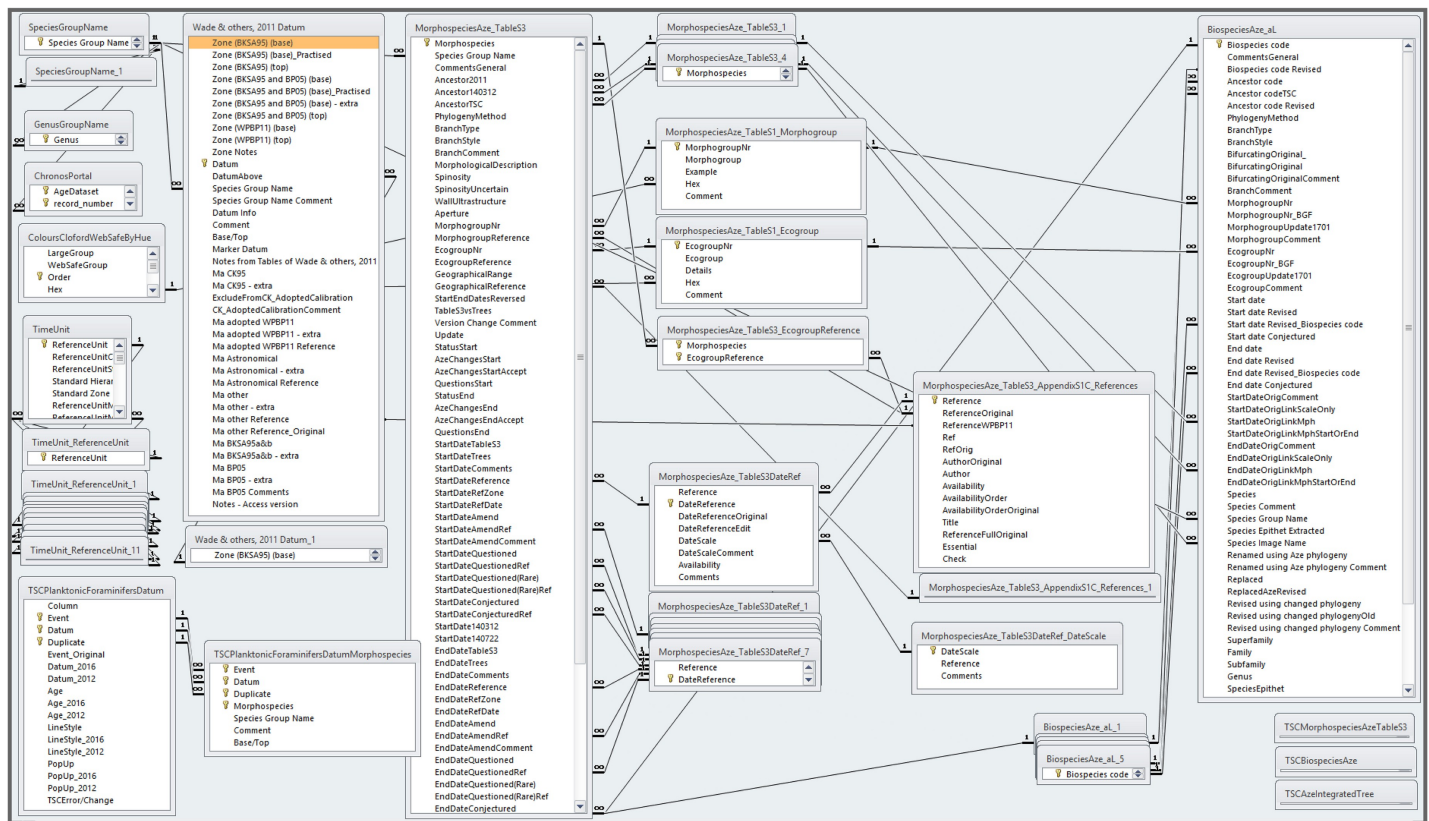 SpeciesGroupName
Species Group Name
SpeciesGroupName_1
GenusGroupName
Genus
ChronosPortal
AgeDataset
record_number
ColoursClofordWebSafeByHue
LargeGroup
WebSafeGroup
Order
Hex
TimeUnit
ReferenceUnit
Standard Zone
TimeUnit_ReferenceUnit
ReferenceUnit
TimeUnit_ReferenceUnit_1
TimeUnit_ReferenceUnit_11
TSCPlanktonicForaminifersDatum
Column
Event
Datum
Duplicate
Event_Original
Datum_2016
Datum_2012
Age
Age_2016
Age_2012
LineStyle
LineStyle_2016
LineStyle_2012
PopUp
PopUp_2016
PopUp_2012
TSCError/Change
Wade & others, 2011 Datum
Zone (BKSA95) (base)
Zone (BKSA95) (base)_Practised
Zone (BKSA95) (top)
Zone (BKSA95 and BP05) (base)
Zone (BKSA95 and BP05) (base)_Practised
Zone (BKSA95 and BP05) (base) - extra
Zone (BKSA95 and BP05) (top)
Zone (WPBP11) (base)
Zone (WPBP11) (top)
Zone Notes
Datum
DatumAbove
Species Group Name
Species Group Name Comment
Datum Info
Comment
Base/Top
Marker Datum
Notes from Tables of Wade & others, 2011
Ma CK95
Ma CK95 - extra
ExcludeFromCK_AdoptedCalibration
CK_AdoptedCalibrationComment
Ma adopted WPBP11
Ma adopted WPBP11 - extra
Ma adopted WPBP11 Reference
Ma Astronomical
Ma Astronomical - extra
Ma Astronomical Reference
Ma other
Ma other - extra
Ma other Reference
Ma other Reference_Original
Ma BKSA95a&b
Ma BKSA95a&b - extra
Ma BP05
Ma BP05 - extra
Ma BP05 Comments
Notes - Access version
Wade & others, 2011 Datum_1
Zone (BKSA95) (base)
TSCPlanktonicForaminifersDatumMorphospecies
Event
Datum
Duplicate
Morphospecies
Species Group Name
Comment
Base/Top
MorphospeciesAze_TableS3
Morphospecies
Species Group Name
CommentsGeneral
Ancestor2011
Ancestor140312
AncestorTSC
PhylogenyMethod
BranchType
BranchStyle
BranchComment
MorphologicalDescription
Spinosity
SpinosityUncertain
WallUltrastructure
Aperture
MorphogroupNr
MorphogroupReference
EcogroupNr
EcogroupReference
GeographicalRange
GeographicalReference
StartEndDatesReversed
TableS3vsTrees
Version Change Comment
Update
StatusStart
AzeChangesStart
AzeChangesStartAccept
QuestionsStart
StatusEnd
AzeChangesEnd
AzeChangesEndAccept
QuestionsEnd
StartDateTableS3
StartDateTrees
StartDateComments
StartDateReference
StartDateRefZone
StartDateRefDate
StartDateAmend
StartDateAmendRef
StartDateAmendComment
StartDateQuestioned
StartDateQuestionedRef
StartDateQuestioned(Rare)
StartDateQuestioned(Rare)Ref
StartDateConjectured
StartDateConjecturedRef
StartDate140312
StartDate140722
EndDateTableS3
EndDateTrees
EndDateComments
EndDateReference
EndDateRefZone
EndDateRefDate
EndDateAmend
EndDateAmendRef
EndDateAmendComment
EndDateQuestioned
EndDateQuestionedRef
EndDateQuestioned(Rare)
EndDateQuestioned(Rare)Ref
EndDateConjectured
MorphospeciesAze_TableS3_1
MorphospeciesAze_TableS3_4
Morphospecies
MorphospeciesAze_TableS1_Morphogroup
MorphogroupNr
Morphogroup
Example
Hex
Comment
MorphospeciesAze_TableS1_Ecogroup
EcogroupNr
Ecogroup
Details
Hex
Comment
MorphospeciesAze_TableS3_EcogroupReference
Morphospecies
EcogroupReference
MorphospeciesAze_TableS3DateRef
Reference
DateReference
DateReferenceOriginal
DateReferenceEdit
DateScale
DateScaleComment
Availability
Comments
MorphospeciesAze_TableS3DateRef_1
MorphospeciesAze_TableS3DateRef_7
Reference
DateReference
MorphospeciesAze_TableS3_AppendixS1C_References
Reference
ReferenceOriginal
ReferenceWPBP11
Ref
RefOrig
AuthorOriginal
Author
Availability
AvailabilityOrder
AvailabilityOrderOriginal
Title
ReferenceFullOriginal
Essential
Check
MorphospeciesAze_TableS3_AppendixS1C_References_1
MorphospeciesAze_TableS3DateRef_DateScale
DateScale
Reference
Comments
BiospeciesAze_aL_1
BiospeciesAze_aL_5
Biospecies code
BiospeciesAze_aL
Biospecies code
CommentsGeneral
Biospecies code Revised
Ancestor code
Ancestor codeTSC
Ancestor code Revised
PhylogenyMethod
BranchType
BranchStyle
BifurcatingOriginal_
BifurcatingOriginal
BifurcatingOriginalComment
BranchComment
MorphogroupNr
MorphogroupNr_BGF
MorphogroupUpdate1701
MorphogroupComment
EcogroupNr
EcogroupNr_BGF
EcogroupUpdate1701
EcogroupComment
Start date
Start date Revised
Start date Revised_Biospecies code
Start date Conjectured
End date
End date Revised
End date Revised_Biospecies code
End date Conjectured
StartDateOrigComment
StartDateOrigLinkScaleOnly
StartDateOrigLinkMph
StartDateOrigLinkMphStartOrEnd
EndDateOrigComment
EndDateOrigLinkScaleOnly
EndDateOrigLinkMph
EndDateOrigLinkMphStartOrEnd
Species
Species Comment
Species Group Name
Species Epithet Extracted
Species Image Name
Renamed using Aze phylogeny
Renamed using Aze phylogeny Comment
Replaced
ReplacedAzeRevised
Revised using changed phylogeny
Revised using changed phylogenyOld
Revised using changed phylogeny Comment
Superfamily
Family
Subfamily
Genus
SpeciesEpithet
TSCMorphospeciesAzeTableS3
TSCBiospeciesAze
TSCAzeIntegratedTree